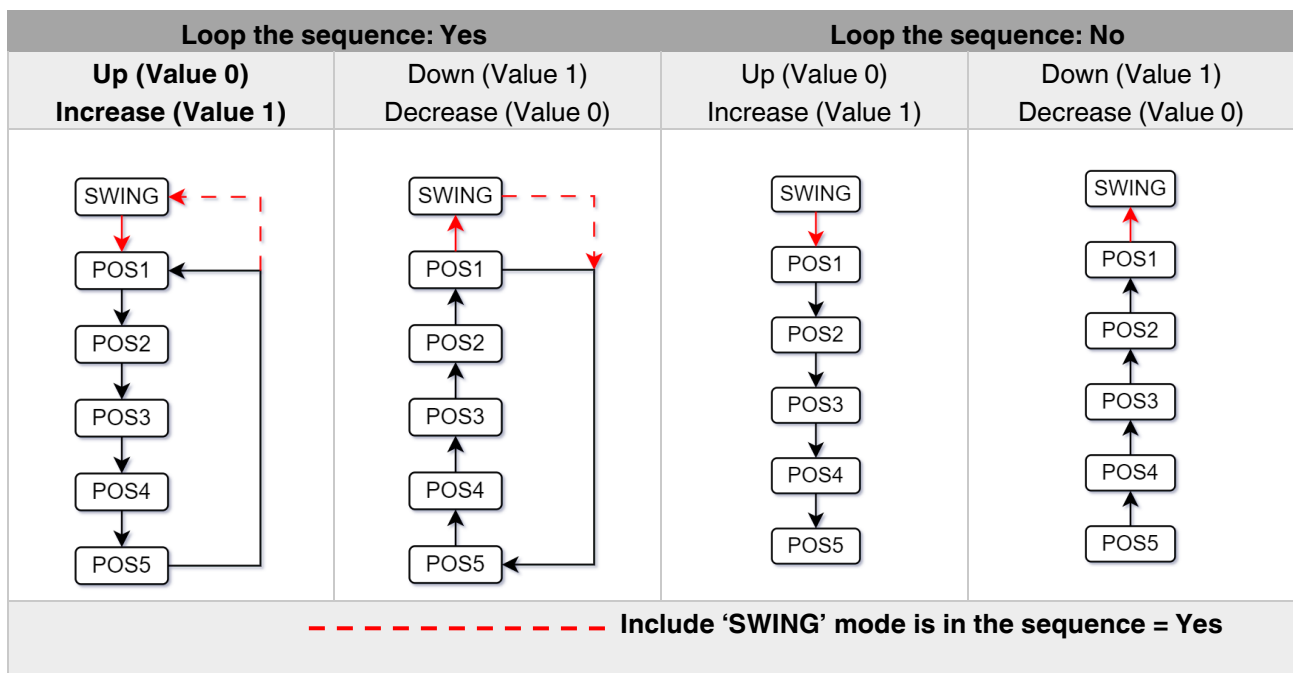 Loop the sequence: Yes
Loop the sequence: No
Up (Value 0)
Increase (Value 1)
Down (Value 1)
Decrease (Value 0)
Up (Value 0)
Increase (Value 1)
Down (Value 1)
Decrease (Value 0)
SWING
POS1
POS2
POS3
POS4
POS5
SWING
POS1
POS2
POS3
POS4
POS5
SWING
POS1
POS2
POS3
POS4
POS5
SWING
POS1
POS2
POS3
POS4
POS5
Include ‘SWING’ mode is in the sequence = Yes